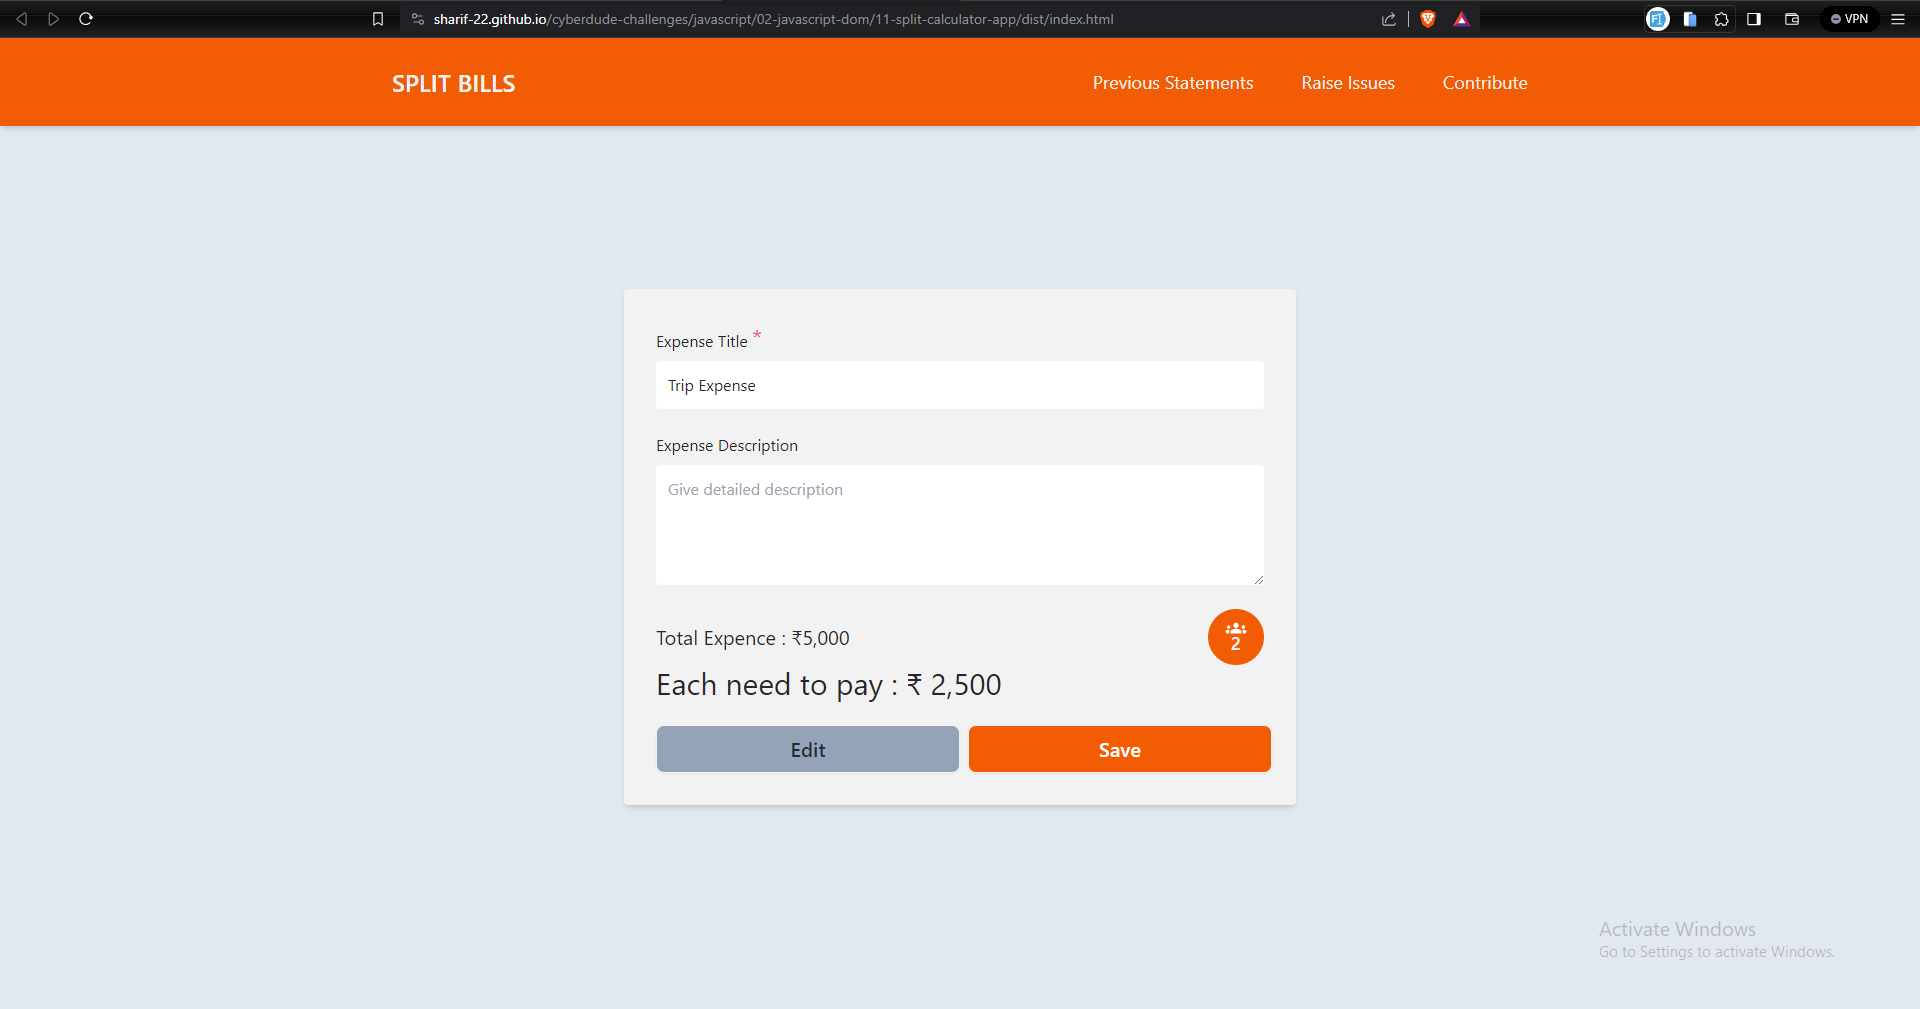 sharif-22.github.io/cyberdude-challenges/javascript/02-javascript-dom/11-split-calculator-app/dist/index.html
VPN
SPLIT BILLS
Previous Statements
Raise Issues
Contribute
Expense Title *
Trip Expense
Expense Description
Give detailed description
Total Expence : ₹5,000
2
Each need to pay : ₹ 2,500
Edit
Save
Activate Windows
Go to Settings to activate Windows.